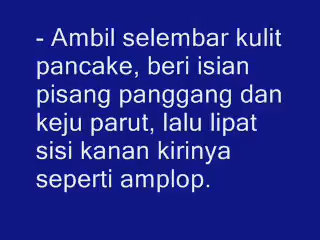 - Ambil selembar kulit
pancake, beri isian
pisang panggang dan
keju parut, lalu lipat
sisi kanan kirinya
seperti amplop.